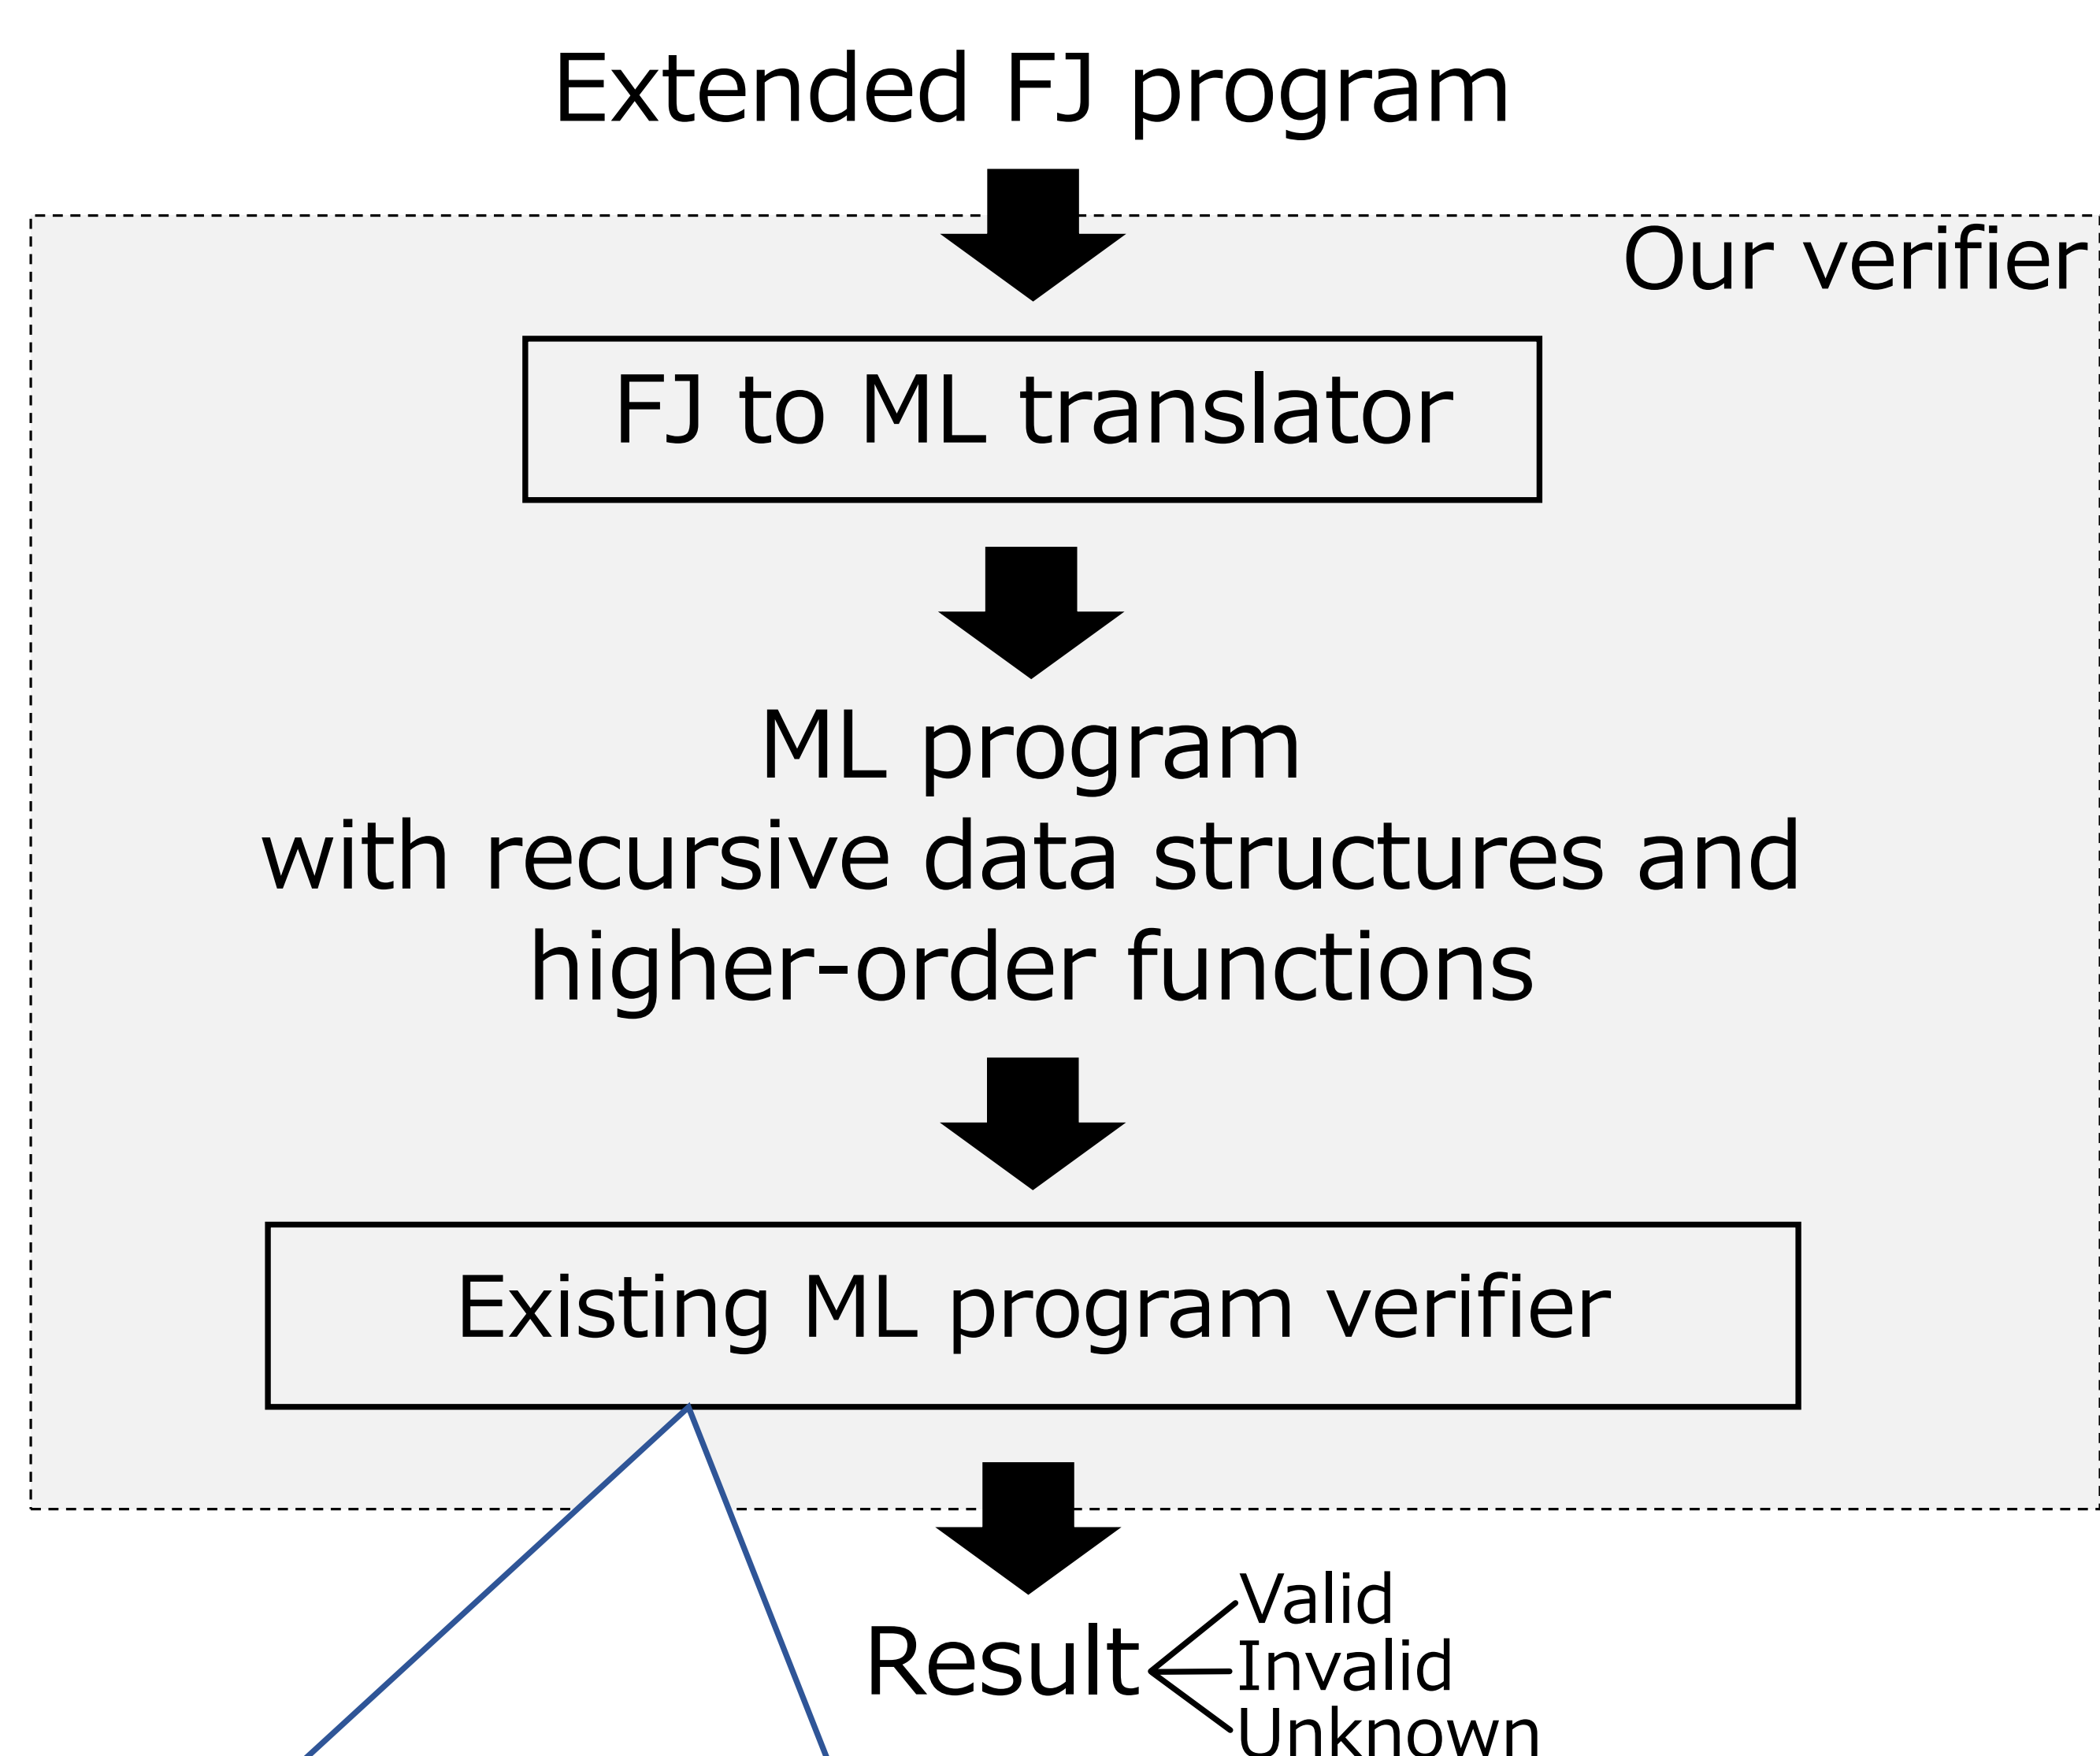 Extended FJ program
Our verifier
FJ to ML translator
ML program
with recursive data structures and
higher-order functions
Existing ML program verifier
Valid
Result
Invalid
Unknown